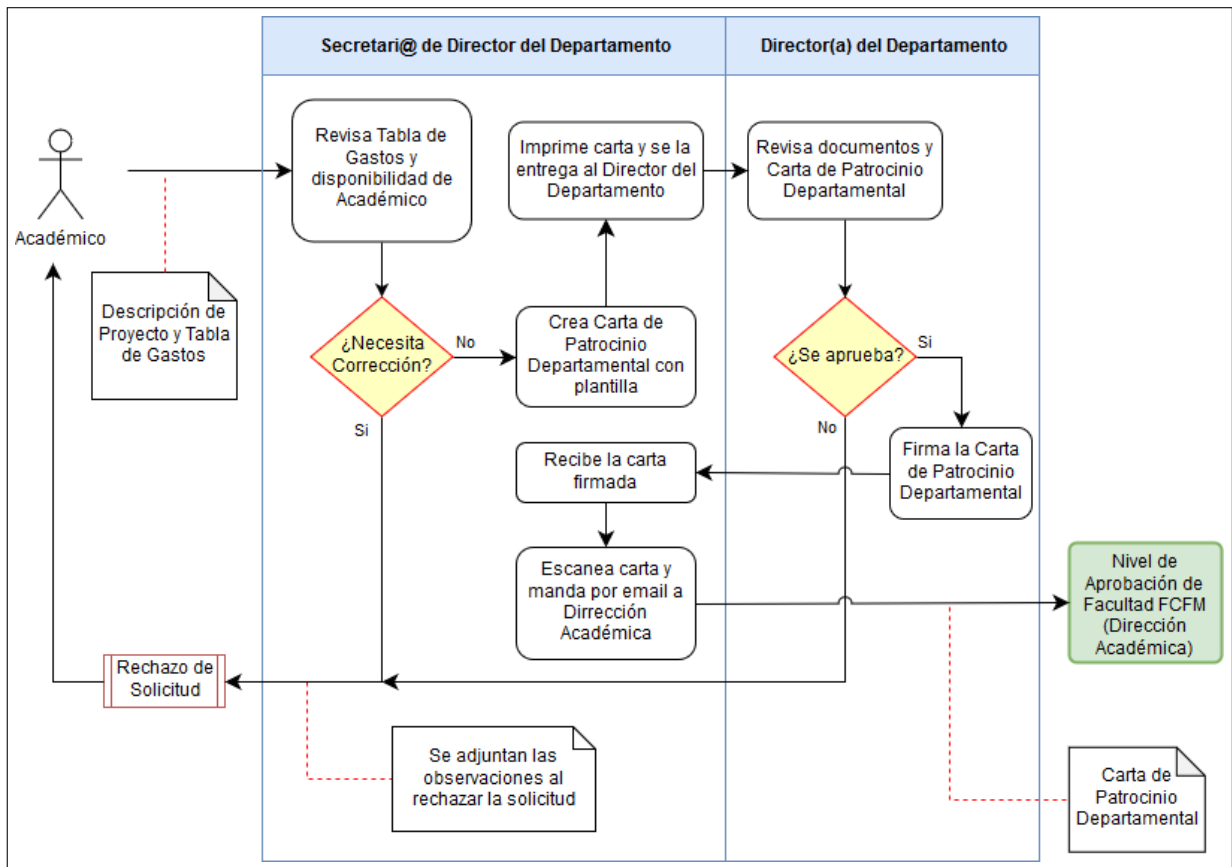 Secretari@ de Director del Departamento
Director(a) del Departamento
Académico
Descripción de
Proyecto y Tabla
de Gastos
Revisa Tabla de
Gastos y
disponibilidad de
Académico
Imprime carta y se la
entrega al Director del
Departamento
Revisa documentos y
Carta de Patrocinio
Departamental
¿Necesita
Corrección?
No
Si
Crea Carta de
Patrocinio
Departamental con
plantilla
¿Se aprueba?
Si
No
Firma la Carta
de Patrocinio
Departamental
Recibe la carta
firmada
Escanea carta y
manda por email a
Dirrección
Académica
Nivel de
Aprobación de
Facultad FCFM
(Dirección
Académica)
Rechazo de
Solicitud
Se adjuntan las
observaciones al
rechazar la solicitud
Carta de
Patrocinio
Departamental